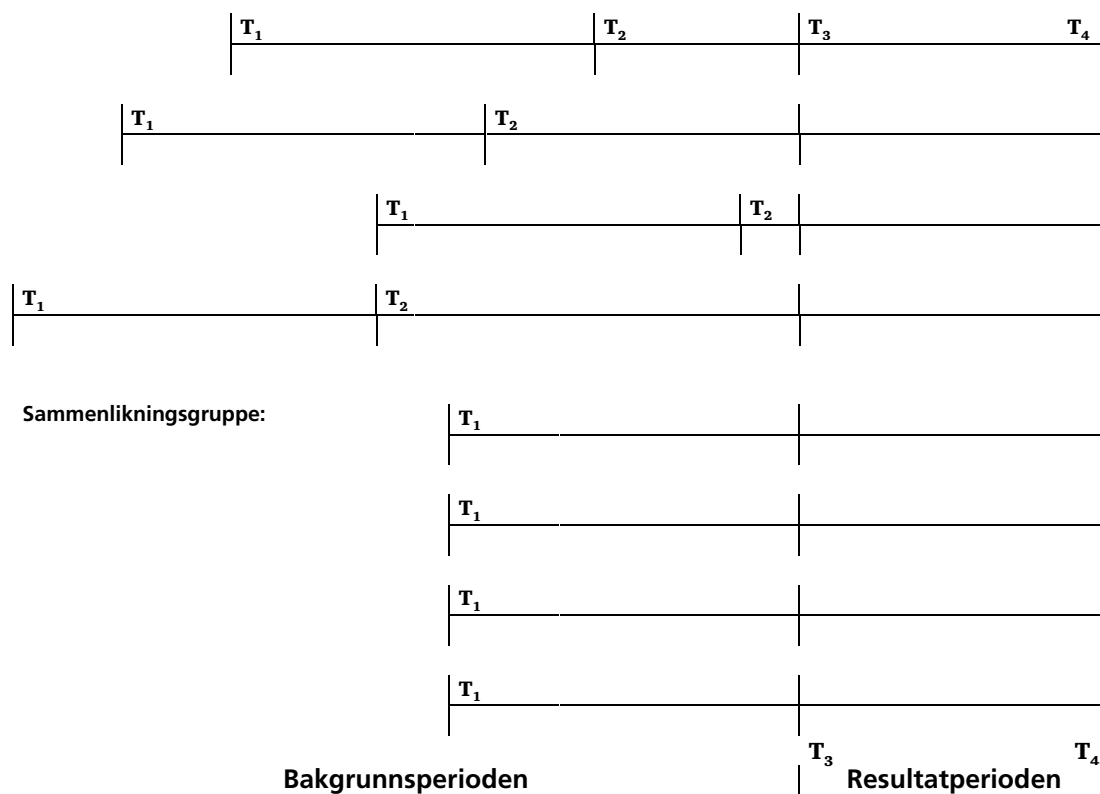 T₁ T₂ T₃ T₄
T₁ T₂
T₁ T₂
T₁ T₂
Sammenlikningsgruppe:
T₁
T₁
T₁
T₁
T₃ T₄
Bakgrunnsperioden Resultatperioden